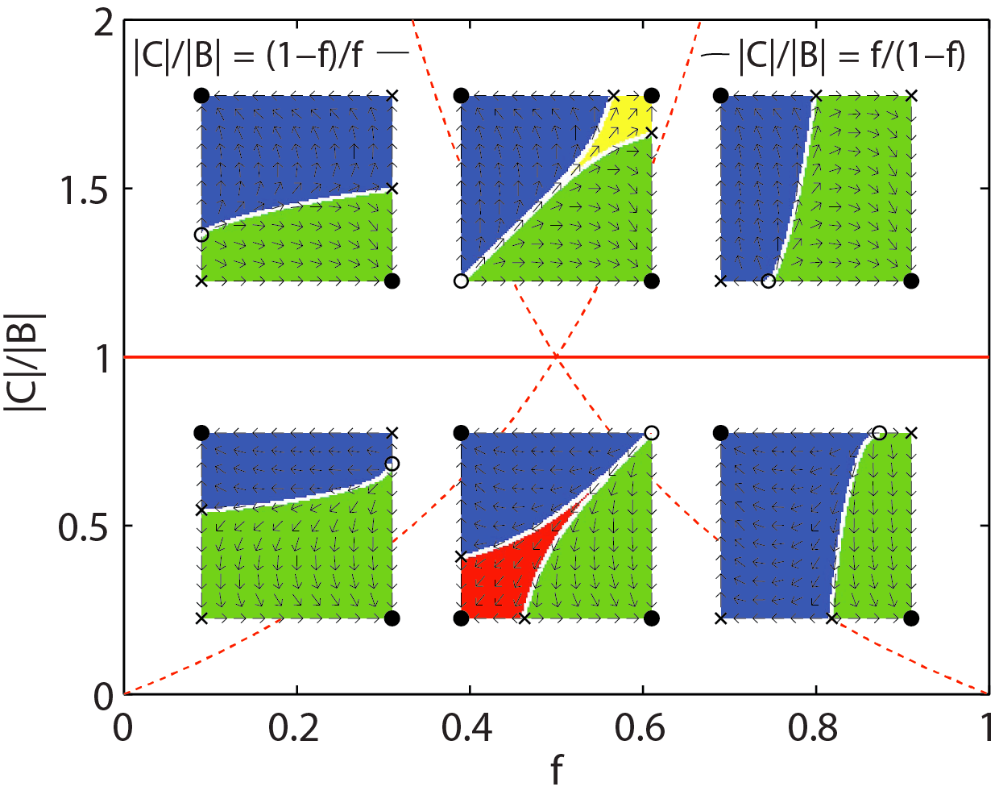 2
|C|/|B| = (1−f)/f
|C|/|B| = f/(1−f)
1.5
|C|/|B|
1
0.5
0
0 0.2 0.4 0.6 0.8 1
f